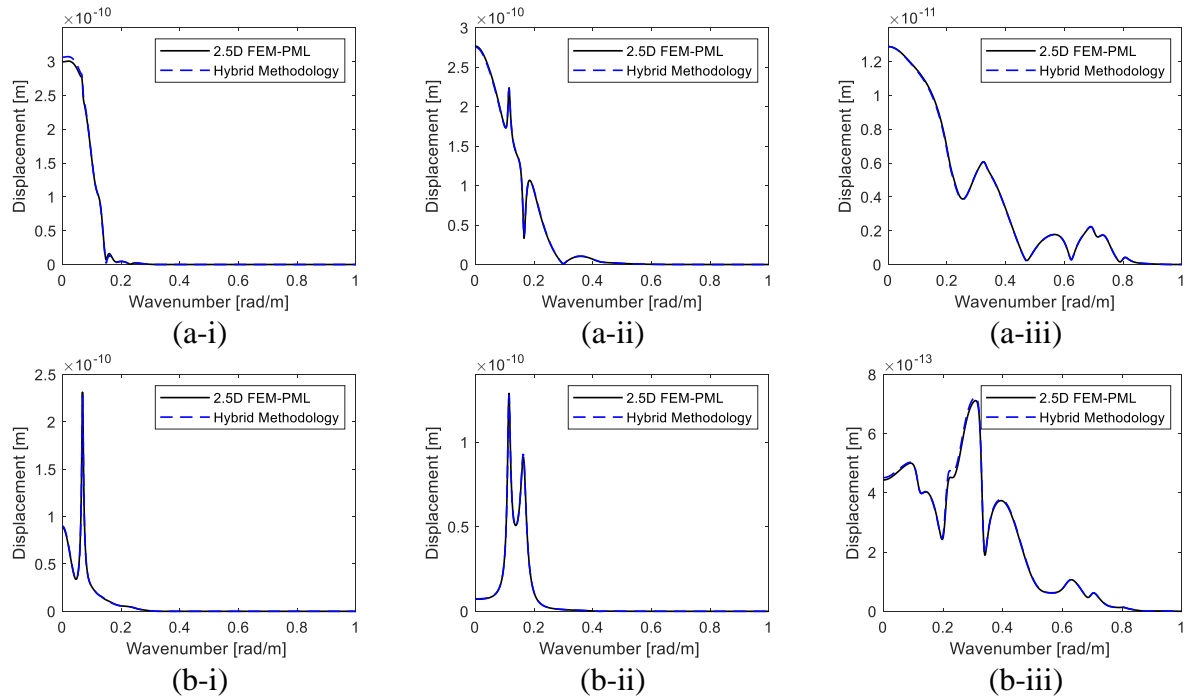 ×10⁻¹⁰
3.5
3
2.5
2
1.5
1
0.5
0
0 0.2 0.4 0.6 0.8 1
Displacement [m]
Wavenumber [rad/m]
2.5D FEM-PML
Hybrid Methodology
(a-i)
×10⁻¹⁰
3
2.5
2
1.5
1
0.5
0
0 0.2 0.4 0.6 0.8 1
Displacement [m]
Wavenumber [rad/m]
2.5D FEM-PML
Hybrid Methodology
(a-ii)
×10⁻¹¹
1.2
1
0.8
0.6
0.4
0.2
0
0 0.2 0.4 0.6 0.8 1
Displacement [m]
Wavenumber [rad/m]
2.5D FEM-PML
Hybrid Methodology
(a-iii)
×10⁻¹⁰
2.5
2
1.5
1
0.5
0
0 0.2 0.4 0.6 0.8 1
Displacement [m]
Wavenumber [rad/m]
2.5D FEM-PML
Hybrid Methodology
(b-i)
×10⁻¹⁰
1
0.5
0
0 0.2 0.4 0.6 0.8 1
Displacement [m]
Wavenumber [rad/m]
2.5D FEM-PML
Hybrid Methodology
(b-ii)
×10⁻¹³
8
6
4
2
0
0 0.2 0.4 0.6 0.8 1
Displacement [m]
Wavenumber [rad/m]
2.5D FEM-PML
Hybrid Methodology
(b-iii)